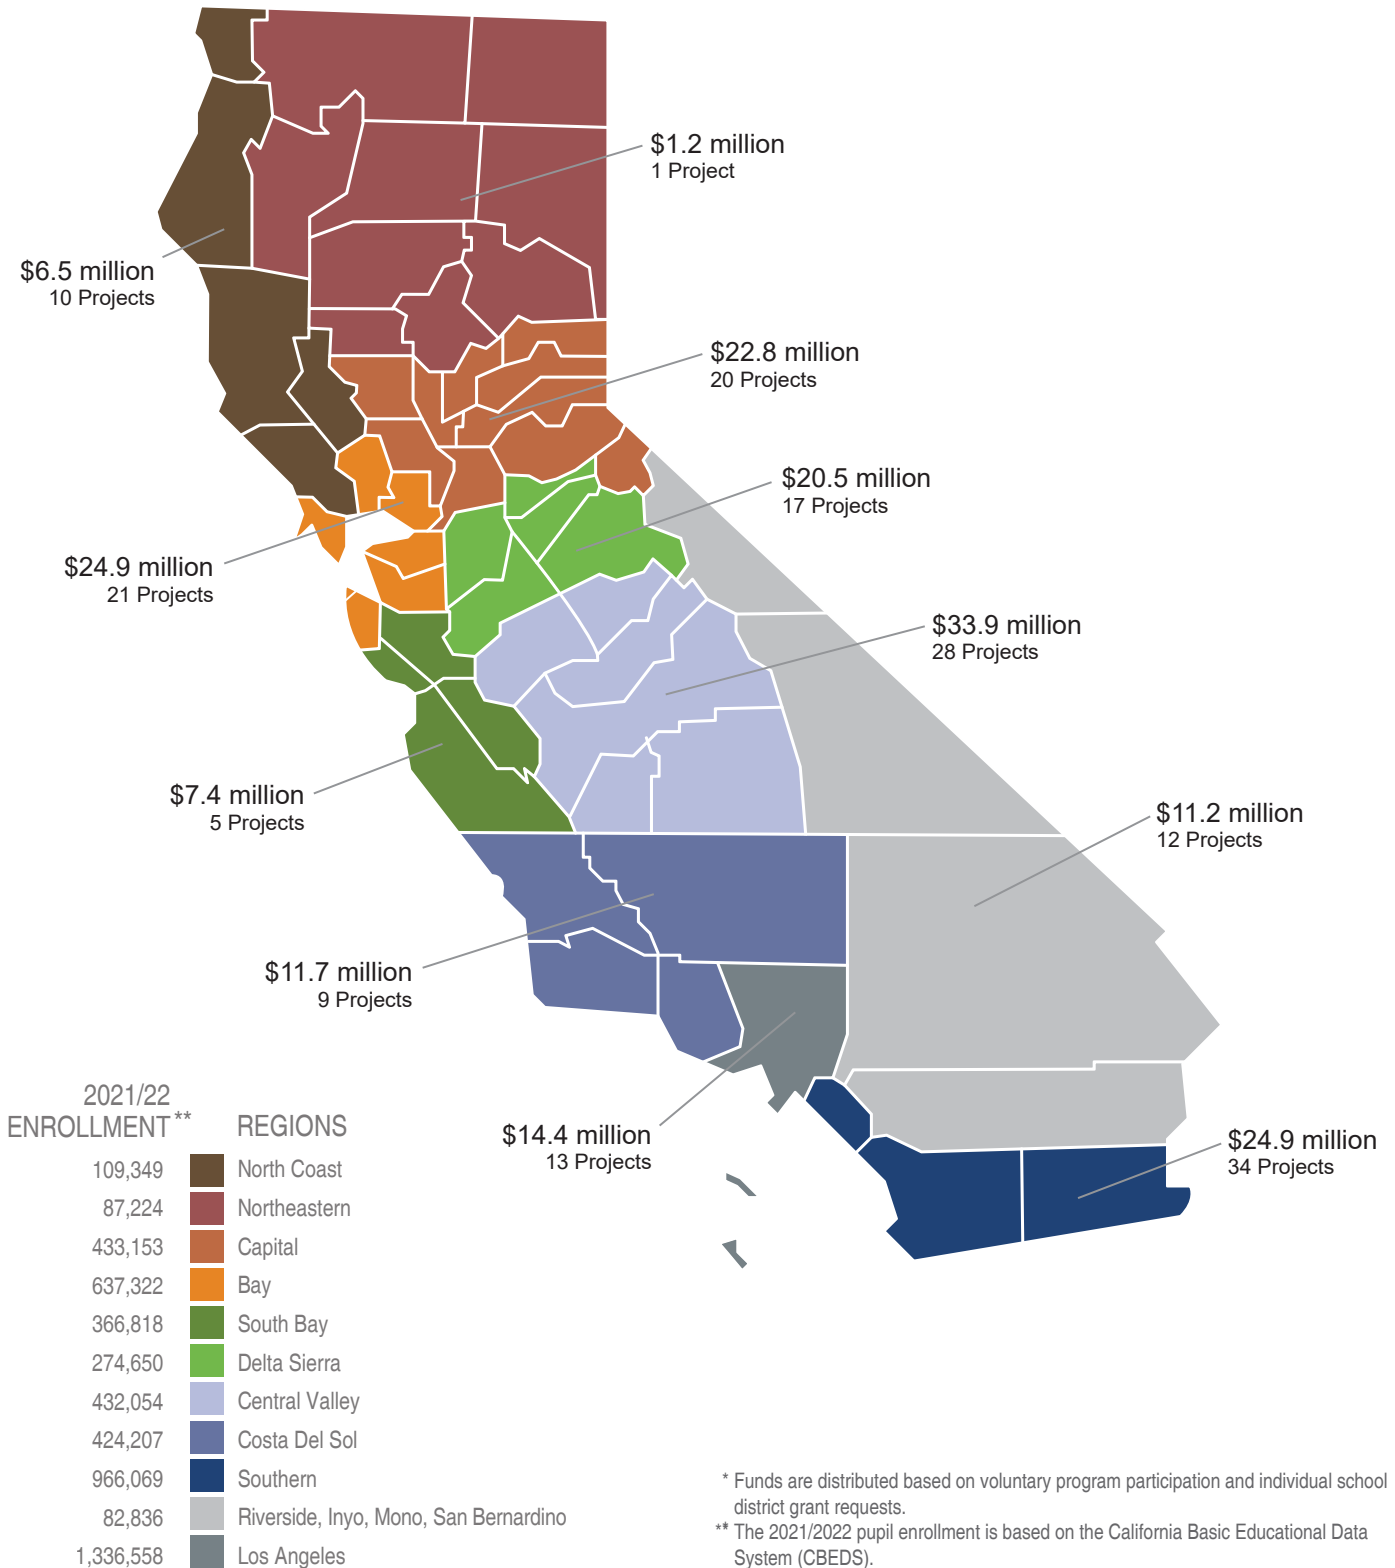 $1.2 million
1 Project
$6.5 million
10 Projects
$22.8 million
20 Projects
$20.5 million
17 Projects
$24.9 million
21 Projects
$33.9 million
28 Projects
$7.4 million
5 Projects
$11.2 million
12 Projects
$11.7 million
9 Projects
$14.4 million
13 Projects
$24.9 million
34 Projects
2021/22
ENROLLMENT** REGIONS
109,349 North Coast
87,224 Northeastern
433,153 Capital
637,322 Bay
366,818 South Bay
274,650 Delta Sierra
432,054 Central Valley
424,207 Costa Del Sol
966,069 Southern
82,836 Riverside, Inyo, Mono, San Bernardino
1,336,558 Los Angeles
* Funds are distributed based on voluntary program participation and individual school
district grant requests.
** The 2021/2022 pupil enrollment is based on the California Basic Educational Data
System (CBEDS).